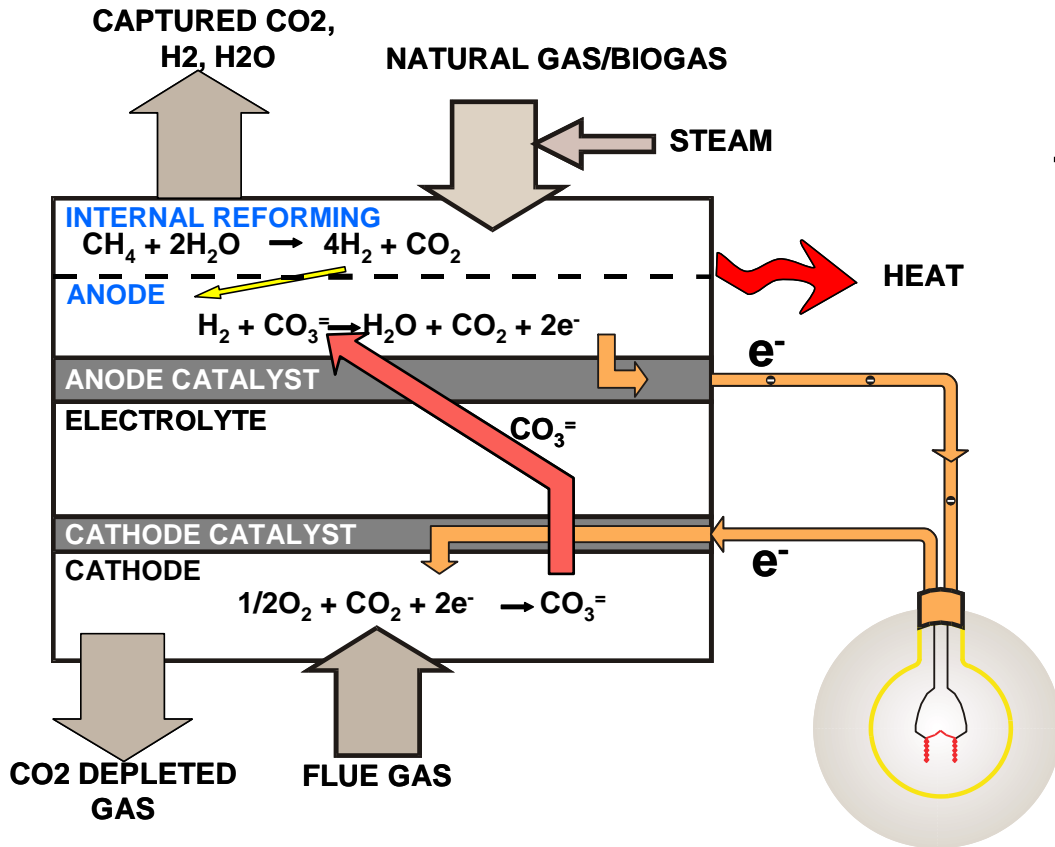 CAPTURED CO2,
H2, H2O
NATURAL GAS/BIOGAS
STEAM
INTERNAL REFORMING
CH₄ + 2H₂O → 4H₂ + CO₂
HEAT
ANODE
H₂ + CO₃⁼ → H₂O + CO₂ + 2e⁻
e⁻
ANODE CATALYST
ELECTROLYTE
CO₃⁼
CATHODE CATALYST
e⁻
CATHODE
1/2O₂ + CO₂ + 2e⁻ → CO₃⁼
CO2 DEPLETED
GAS
FLUE GAS